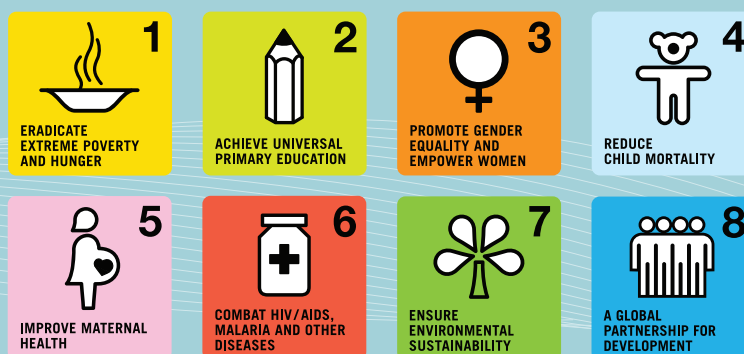 1
ERADICATE
EXTREME POVERTY
AND HUNGER
2
ACHIEVE UNIVERSAL
PRIMARY EDUCATION
3
PROMOTE GENDER
EQUALITY AND
EMPOWER WOMEN
4
REDUCE
CHILD MORTALITY
5
IMPROVE MATERNAL
HEALTH
6
COMBAT HIV/AIDS,
MALARIA AND OTHER
DISEASES
7
ENSURE
ENVIRONMENTAL
SUSTAINABILITY
8
A GLOBAL
PARTNERSHIP FOR
DEVELOPMENT